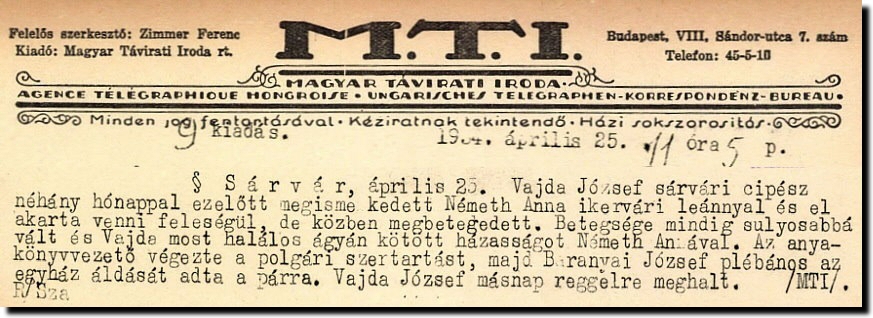 Felelős szerkesztő: Zimmer Ferenc
Kiadó: Magyar Távirati Iroda rt.
M.T.I.
Budapest, VIII, Sándor-utca 7. szám
Telefon: 45-5-10
MAGYAR TÁVIRATI IRODA
AGENCE TÉLÉGRAPHIQUE HONGROISE • UNGARISCHES TELEGRAPHEN-KORRESPONDENZ-BUREAU •
Minden jog fentartásával • Kéziratnak tekintendő • Házi sokszorosítás •
9 kiadás. 1934. április 25. 11 óra 5 p.
§ Sárvár, április 25. Vajda József sárvári cipész
néhány hónappal ezelőtt megisme kedett Németh Anna ikervári leánnyal és el
akarta venni feleségül, de közben megbetegedett. Betegsége mindig sulyosabbá
vált és Vajda most halálos ágyán kötött házasságot Németh Annával. Az anya-
könyvvezető végezte a polgári szertartást, majd Baranyai József plébános az
egyház áldását adta a párra. Vajda József másnap reggelre meghalt. /MTI/.
R/Sza